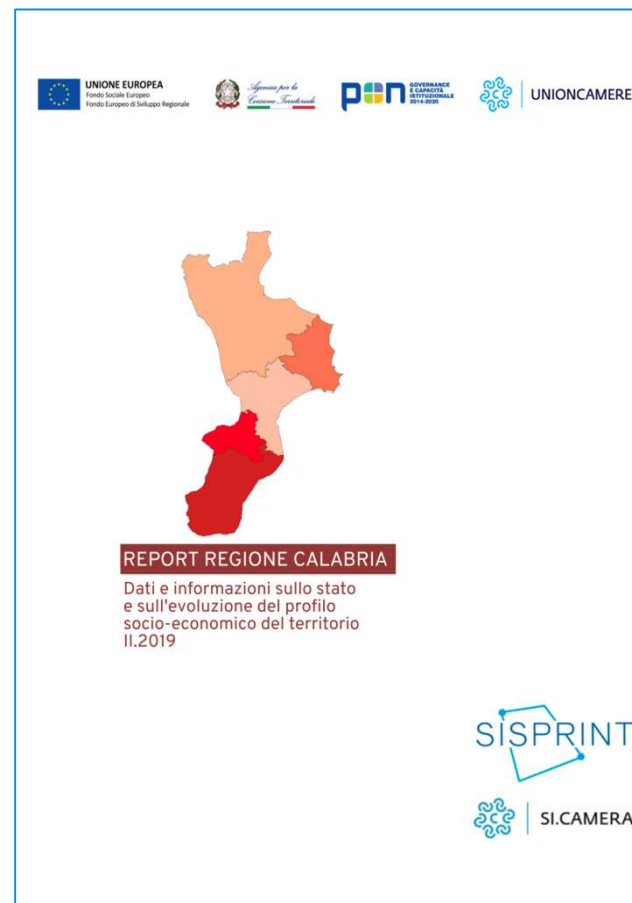 UNIONE EUROPEA
Fondo Sociale Europeo
Fondo Europeo di Sviluppo Regionale
Agenzia per la
Coesione Territoriale
pon
GOVERNANCE
E CAPACITÀ
ISTITUZIONALE
2014-2020
UNIONCAMERE
REPORT REGIONE CALABRIA
Dati e informazioni sullo stato
e sull'evoluzione del profilo
socio-economico del territorio
II.2019
SISPRINT
SI.CAMERA